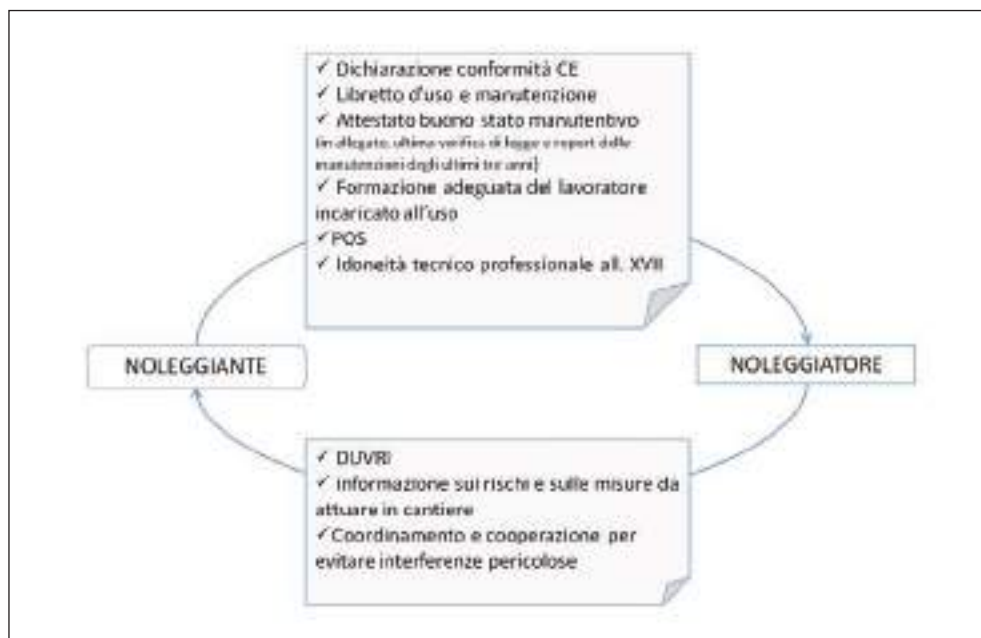 ✓ Dichiarazione conformità CE
✓ Libretto d'uso e manutenzione
✓ Attestato buono stato manutentivo
(in allegato, ultima verifica di legge e report delle
manutenzioni degli ultimi tre anni)
✓ Formazione adeguata del lavoratore
incaricato all'uso
✓POS
✓ Idoneità tecnico professionale all. XVII
NOLEGGIANTE
NOLEGGIATORE
✓ DUVRI
✓ Informazione sui rischi e sulle misure da
attuare in cantiere
✓Coordinamento e cooperazione per
evitare interferenze pericolose